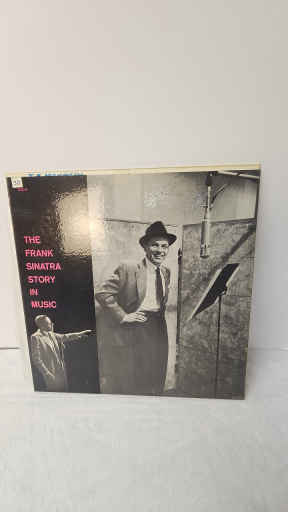 THE
FRANK
SINATRA
STORY
IN
MUSIC